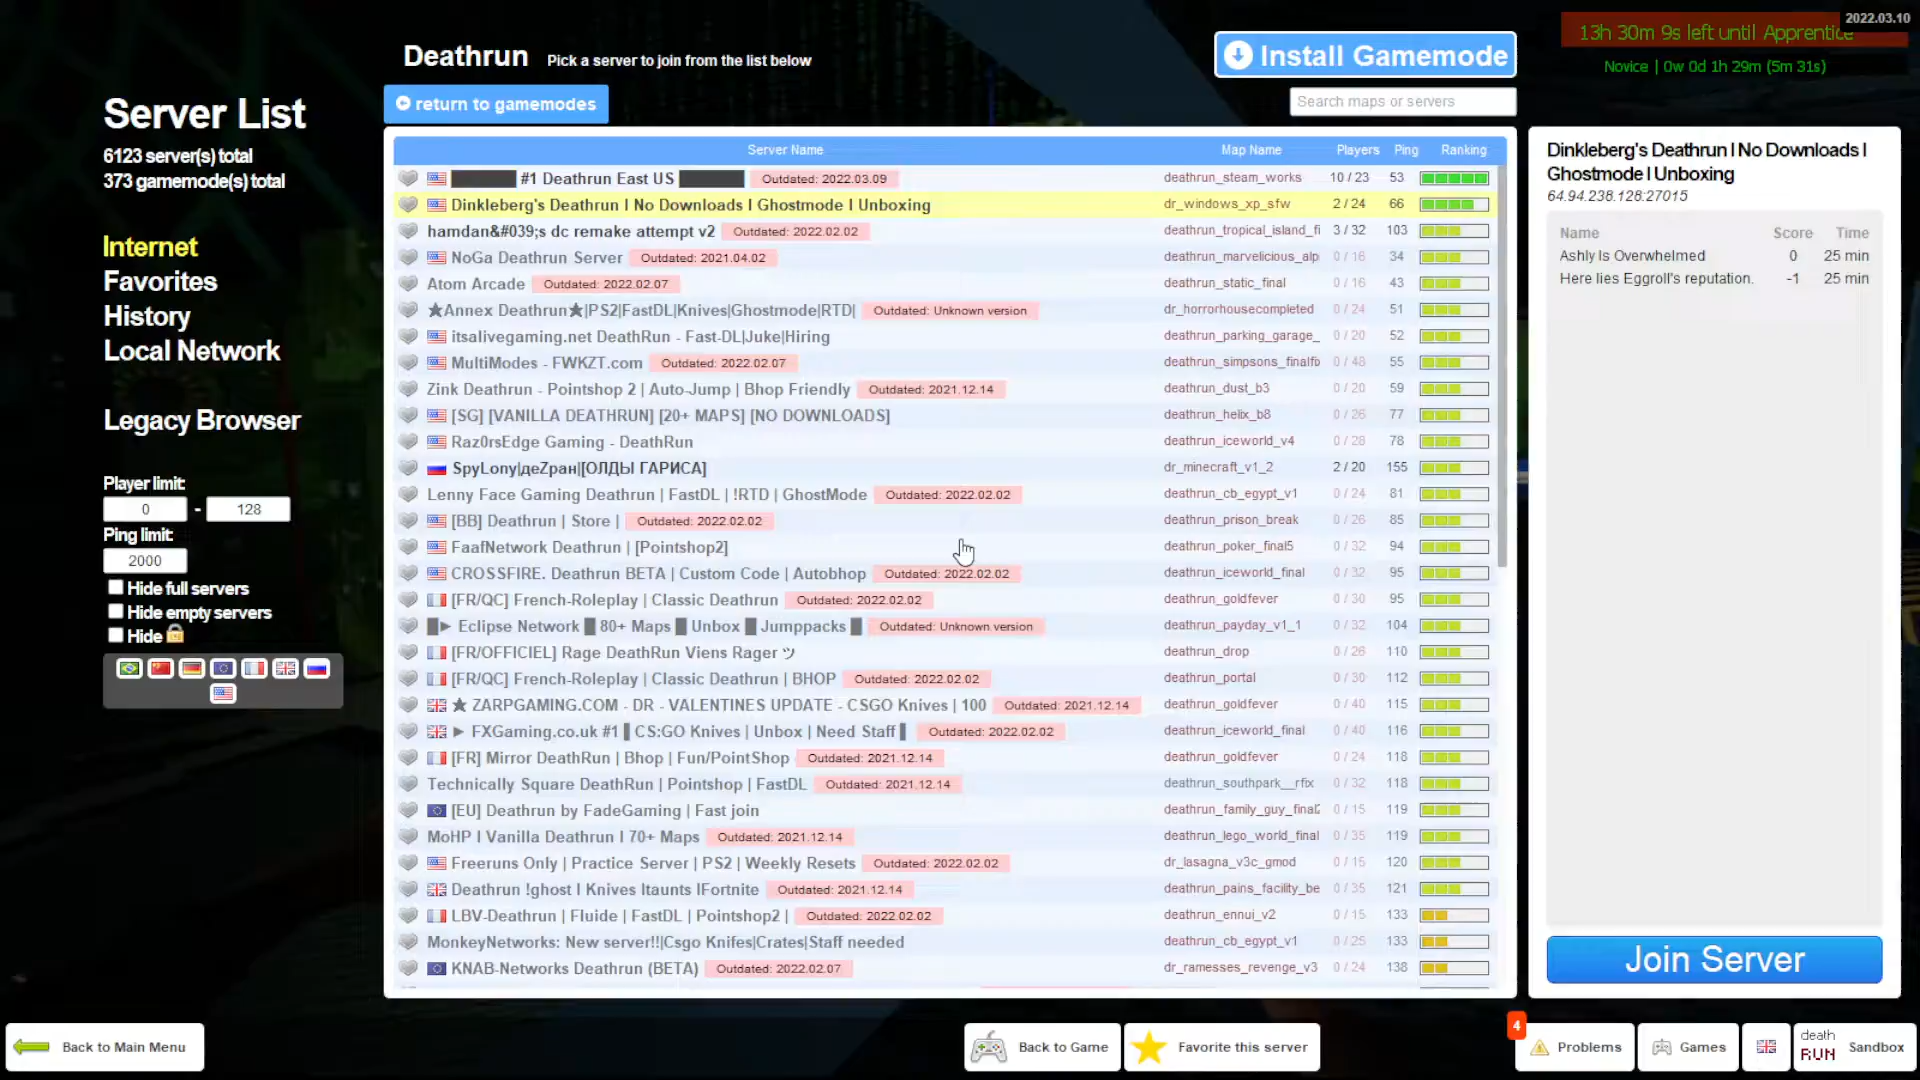 2022.03.10
13h 30m 9s left until Apprentice
Novice | 0w 0d 1h 29m (5m 31s)
Deathrun Pick a server to join from the list below
Install Gamemode
return to gamemodes
Search maps or servers
Server List
6123 server(s) total
373 gamemode(s) total
Internet
Favorites
History
Local Network
Legacy Browser
Player limit:
0 - 128
Ping limit:
2000
Hide full servers
Hide empty servers
Hide
Server Name Map Name Players Ping Ranking
#1 Deathrun East US Outdated: 2022.03.09 deathrun_steam_works 10 / 23 53
Dinkleberg's Deathrun I No Downloads I Ghostmode I Unboxing dr_windows_xp_sfw 2 / 24 66
hamdan&#039;s dc remake attempt v2 Outdated: 2022.02.02 deathrun_tropical_island_fi 3 / 32 103
NoGa Deathrun Server Outdated: 2021.04.02 deathrun_marvelicious_alp 0 / 16 34
Atom Arcade Outdated: 2022.02.07 deathrun_static_final 0 / 16 43
★Annex Deathrun★|PS2|FastDL|Knives|Ghostmode|RTD| Outdated: Unknown version dr_horrorhousecompleted 0 / 24 51
itsalivegaming.net DeathRun - Fast-DL|Juke|Hiring deathrun_parking_garage_ 0 / 20 52
MultiModes - FWKZT.com Outdated: 2022.02.07 deathrun_simpsons_finalfb 0 / 48 55
Zink Deathrun - Pointshop 2 | Auto-Jump | Bhop Friendly Outdated: 2021.12.14 deathrun_dust_b3 0 / 20 59
[SG] [VANILLA DEATHRUN] [20+ MAPS] [NO DOWNLOADS] deathrun_helix_b8 0 / 26 77
Raz0rsEdge Gaming - DeathRun deathrun_iceworld_v4 0 / 28 78
SpyLony|деZран|[ОЛДЫ ГАРИСА] dr_minecraft_v1_2 2 / 20 155
Lenny Face Gaming Deathrun | FastDL | !RTD | GhostMode Outdated: 2022.02.02 deathrun_cb_egypt_v1 0 / 24 81
[BB] Deathrun | Store | Outdated: 2022.02.02 deathrun_prison_break 0 / 26 85
FaafNetwork Deathrun | [Pointshop2] deathrun_poker_final5 0 / 32 94
CROSSFIRE. Deathrun BETA | Custom Code | Autobhop Outdated: 2022.02.02 deathrun_iceworld_final 0 / 32 95
[FR/QC] French-Roleplay | Classic Deathrun Outdated: 2022.02.02 deathrun_goldfever 0 / 30 95
█► Eclipse Network █ 80+ Maps █ Unbox █ Jumppacks █ Outdated: Unknown version deathrun_payday_v1_1 0 / 32 104
[FR/OFFICIEL] Rage DeathRun Viens Rager ツ deathrun_drop 0 / 26 110
[FR/QC] French-Roleplay | Classic Deathrun | BHOP Outdated: 2022.02.02 deathrun_portal 0 / 30 112
★ ZARPGAMING.COM - DR - VALENTINES UPDATE - CSGO Knives | 100 Outdated: 2021.12.14 deathrun_goldfever 0 / 40 115
► FXGaming.co.uk #1 ▌CS:GO Knives | Unbox | Need Staff ▌ Outdated: 2022.02.02 deathrun_iceworld_final 0 / 40 116
[FR] Mirror DeathRun | Bhop | Fun/PointShop Outdated: 2021.12.14 deathrun_goldfever 0 / 24 118
Technically Square DeathRun | Pointshop | FastDL Outdated: 2021.12.14 deathrun_southpark__rfix 0 / 32 118
[EU] Deathrun by FadeGaming | Fast join deathrun_family_guy_final2 0 / 15 119
MoHP I Vanilla Deathrun I 70+ Maps Outdated: 2021.12.14 deathrun_lego_world_final 0 / 35 119
Freeruns Only | Practice Server | PS2 | Weekly Resets Outdated: 2022.02.02 dr_lasagna_v3c_gmod 0 / 15 120
Deathrun !ghost I Knives Itaunts IFortnite Outdated: 2021.12.14 deathrun_pains_facility_be 0 / 35 121
LBV-Deathrun | Fluide | FastDL | Pointshop2 | Outdated: 2022.02.02 deathrun_ennui_v2 0 / 15 133
MonkeyNetworks: New server!!|Csgo Knifes|Crates|Staff needed deathrun_cb_egypt_v1 0 / 25 133
KNAB-Networks Deathrun (BETA) Outdated: 2022.02.07 dr_ramesses_revenge_v3 0 / 24 138
Dinkleberg's Deathrun I No Downloads I
Ghostmode I Unboxing
64.94.238.128:27015
Name Score Time
Ashly Is Overwhelmed 0 25 min
Here lies Eggroll's reputation. -1 25 min
Join Server
Back to Main Menu
Back to Game
Favorite this server
4
Problems
Games
death
RUN
Sandbox